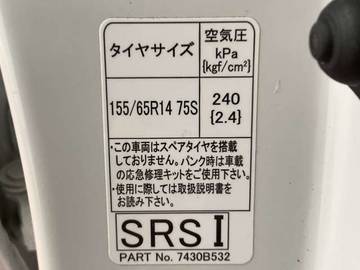 タイヤサイズ 空気圧
kPa
{kgf/cm²}
155/65R14 75S 240
{2.4}
・この車両はスペアタイヤを搭載
しておりません。パンク時は車載
の応急修理キットをご使用下さい。
・使用に際しては取扱説明書を
お読み下さい。
SRS I
PART No. 7430B532